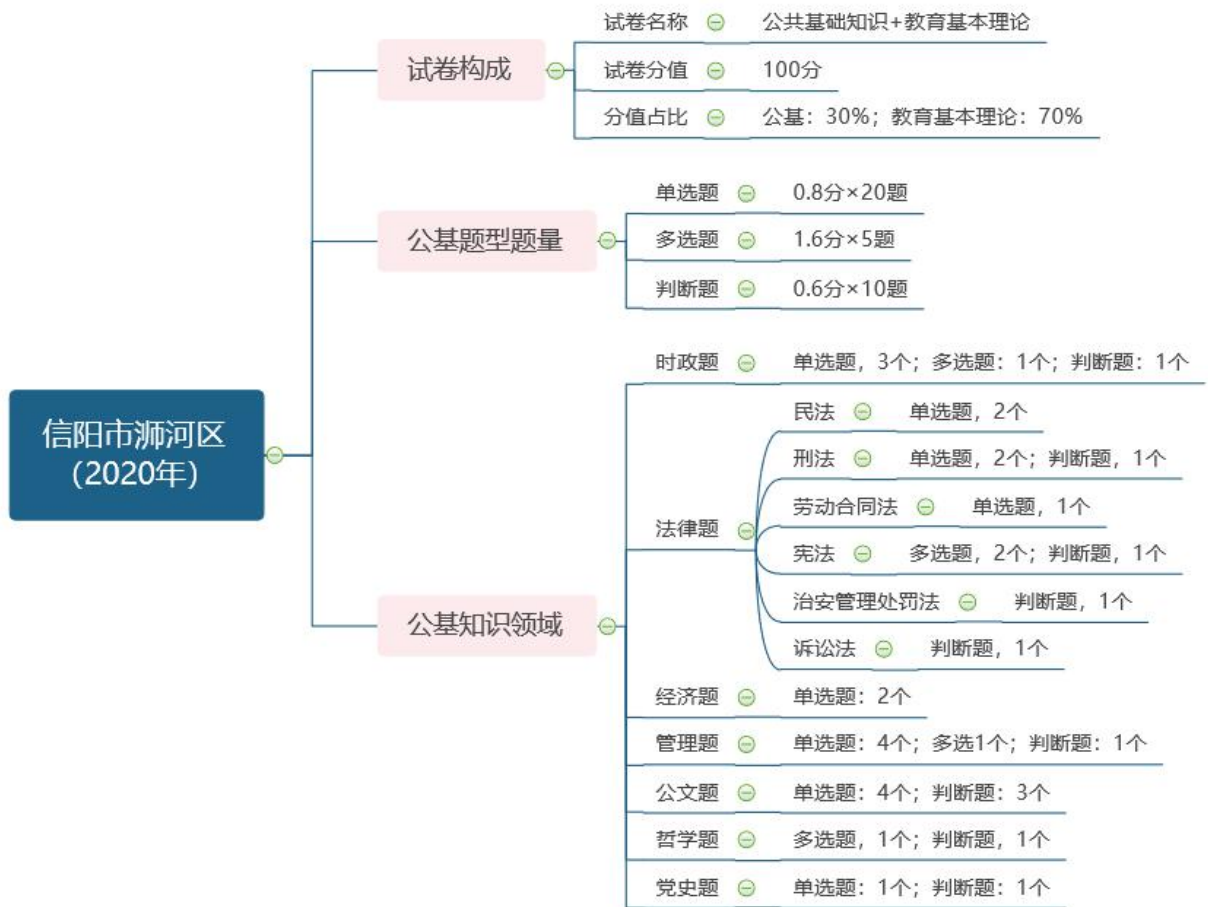 信阳市浉河区
(2020年)
试卷构成
试卷名称 公共基础知识+教育基本理论
试卷分值 100分
分值占比 公基：30%；教育基本理论：70%
公基题型题量
单选题 0.8分×20题
多选题 1.6分×5题
判断题 0.6分×10题
公基知识领域
时政题 单选题，3个；多选题：1个；判断题：1个
法律题
民法 单选题，2个
刑法 单选题，2个；判断题，1个
劳动合同法 单选题，1个
宪法 多选题，2个；判断题，1个
治安管理处罚法 判断题，1个
诉讼法 判断题，1个
经济题 单选题：2个
管理题 单选题：4个；多选1个；判断题：1个
公文题 单选题：4个；判断题：3个
哲学题 多选题，1个；判断题，1个
党史题 单选题：1个；判断题：1个